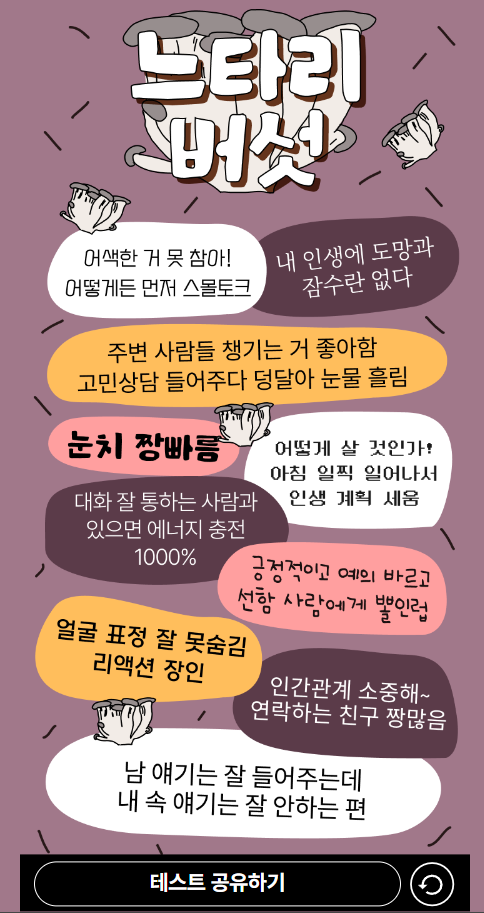 느타리
버섯
어색한 거 못 참아!
어떻게든 먼저 스몰토크
내 인생에 도망과
잠수란 없다
주변 사람들 챙기는 거 좋아함
고민상담 들어주다 덩달아 눈물 흘림
눈치 짱빠름
어떻게 살 것인가!
아침 일찍 일어나서
인생 계획 세움
대화 잘 통하는 사람과
있으면 에너지 충전
1000%
긍정적이고 예의 바르고
선함 사람에게 뿔인럽
얼굴 표정 잘 못숨김
리액션 장인
인간관계 소중해~
연락하는 친구 짱많음
남 얘기는 잘 들어주는데
내 속 얘기는 잘 안하는 편
테스트 공유하기